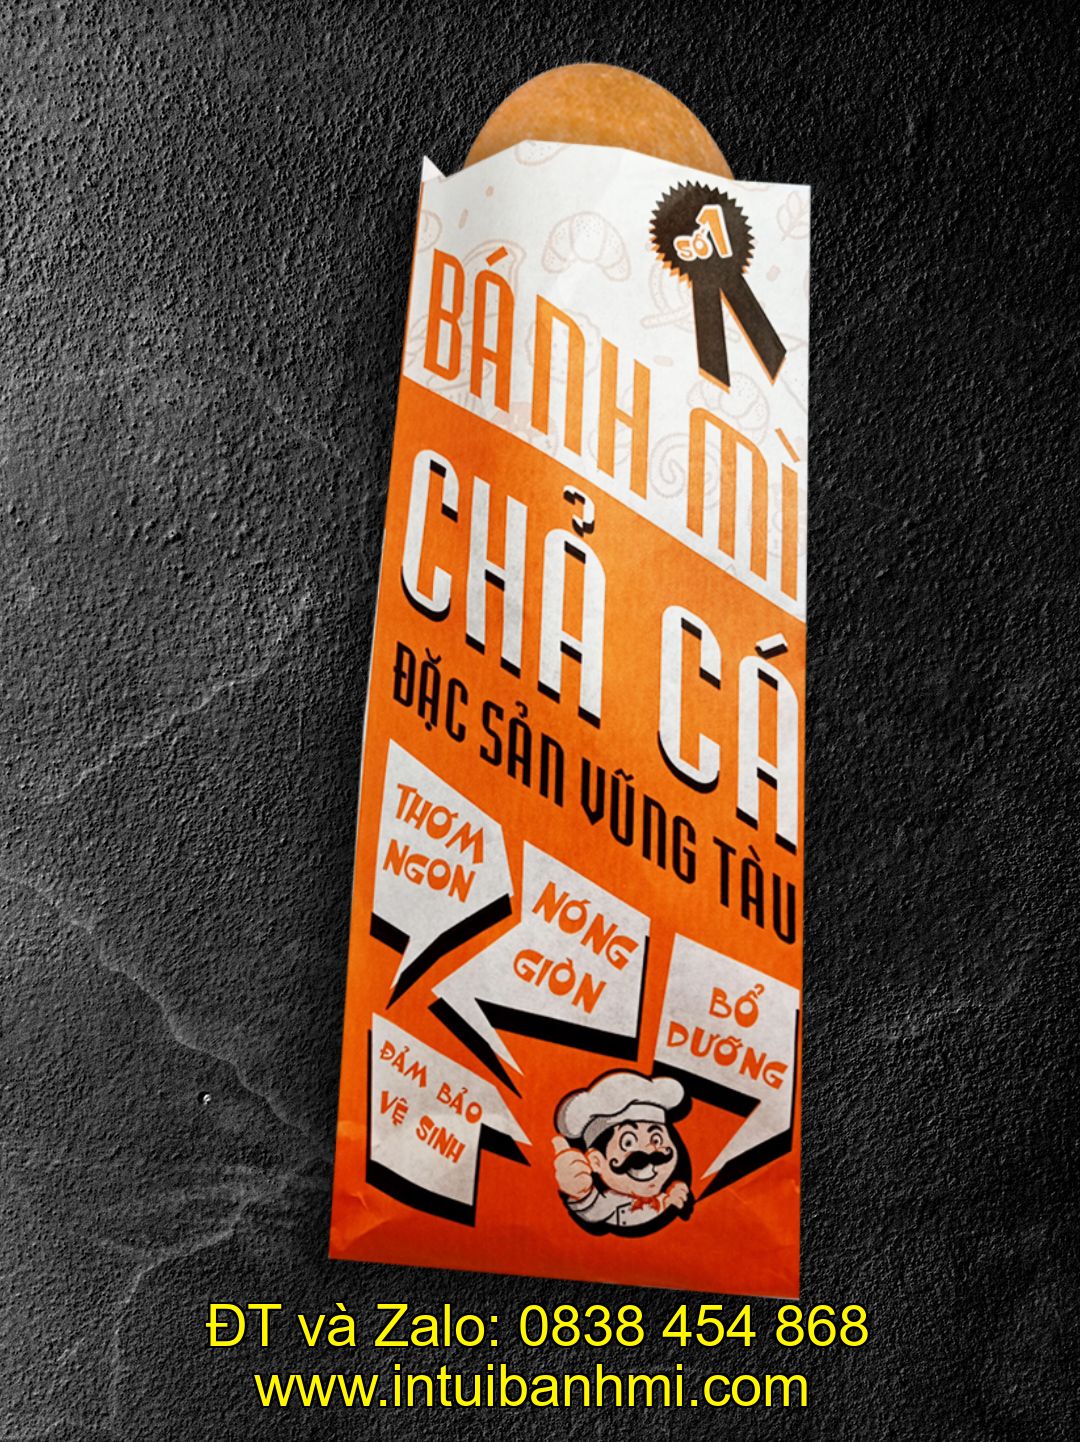 SỐ 1
BÁNH MÌ
CHẢ CÁ
ĐẶC SẢN VŨNG TÀU
THƠM
NGON
NÓNG
GIÒN
BỔ
DƯỠNG
ĐẢM BẢO
VỆ SINH
ĐT và Zalo: 0838 454 868
www.intuibanhmi.com